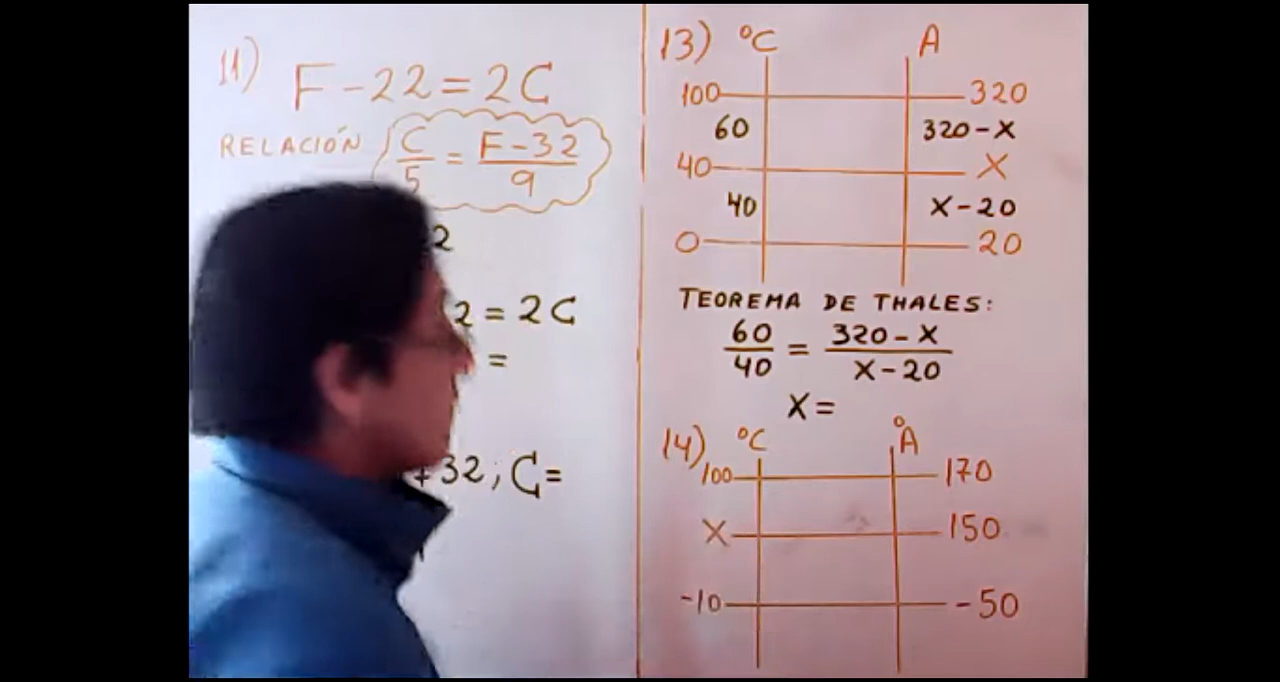 11) F-22=2C
RELACIÓN C/5 = F-32/9
2
2=2C
=
+32; C=
13) °C A
100 320
60 320-X
40 X
40 X-20
0 20
TEOREMA DE THALES:
60/40 = 320-X/X-20
X=
14) °C °A
100 170
X 150
-10 -50